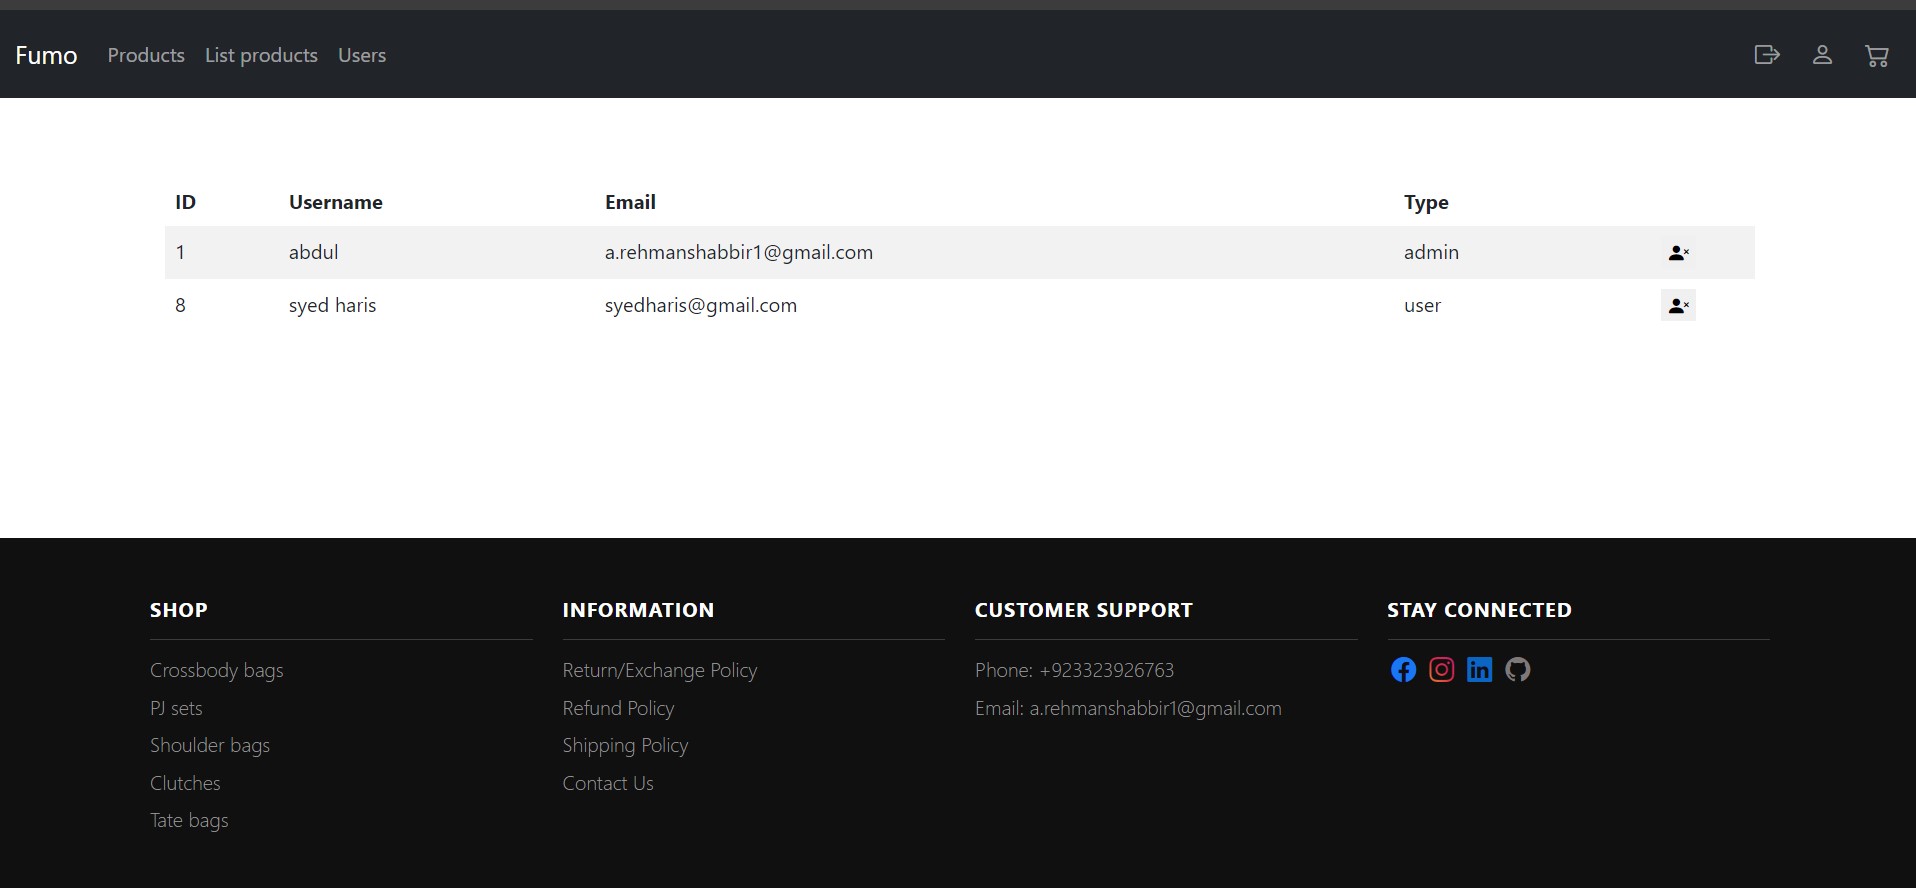 Fumo Products List products Users
ID Username Email Type
1 abdul a.rehmanshabbir1@gmail.com admin
8 syed haris syedharis@gmail.com user
SHOP
Crossbody bags
PJ sets
Shoulder bags
Clutches
Tate bags
INFORMATION
Return/Exchange Policy
Refund Policy
Shipping Policy
Contact Us
CUSTOMER SUPPORT
Phone: +923323926763
Email: a.rehmanshabbir1@gmail.com
STAY CONNECTED